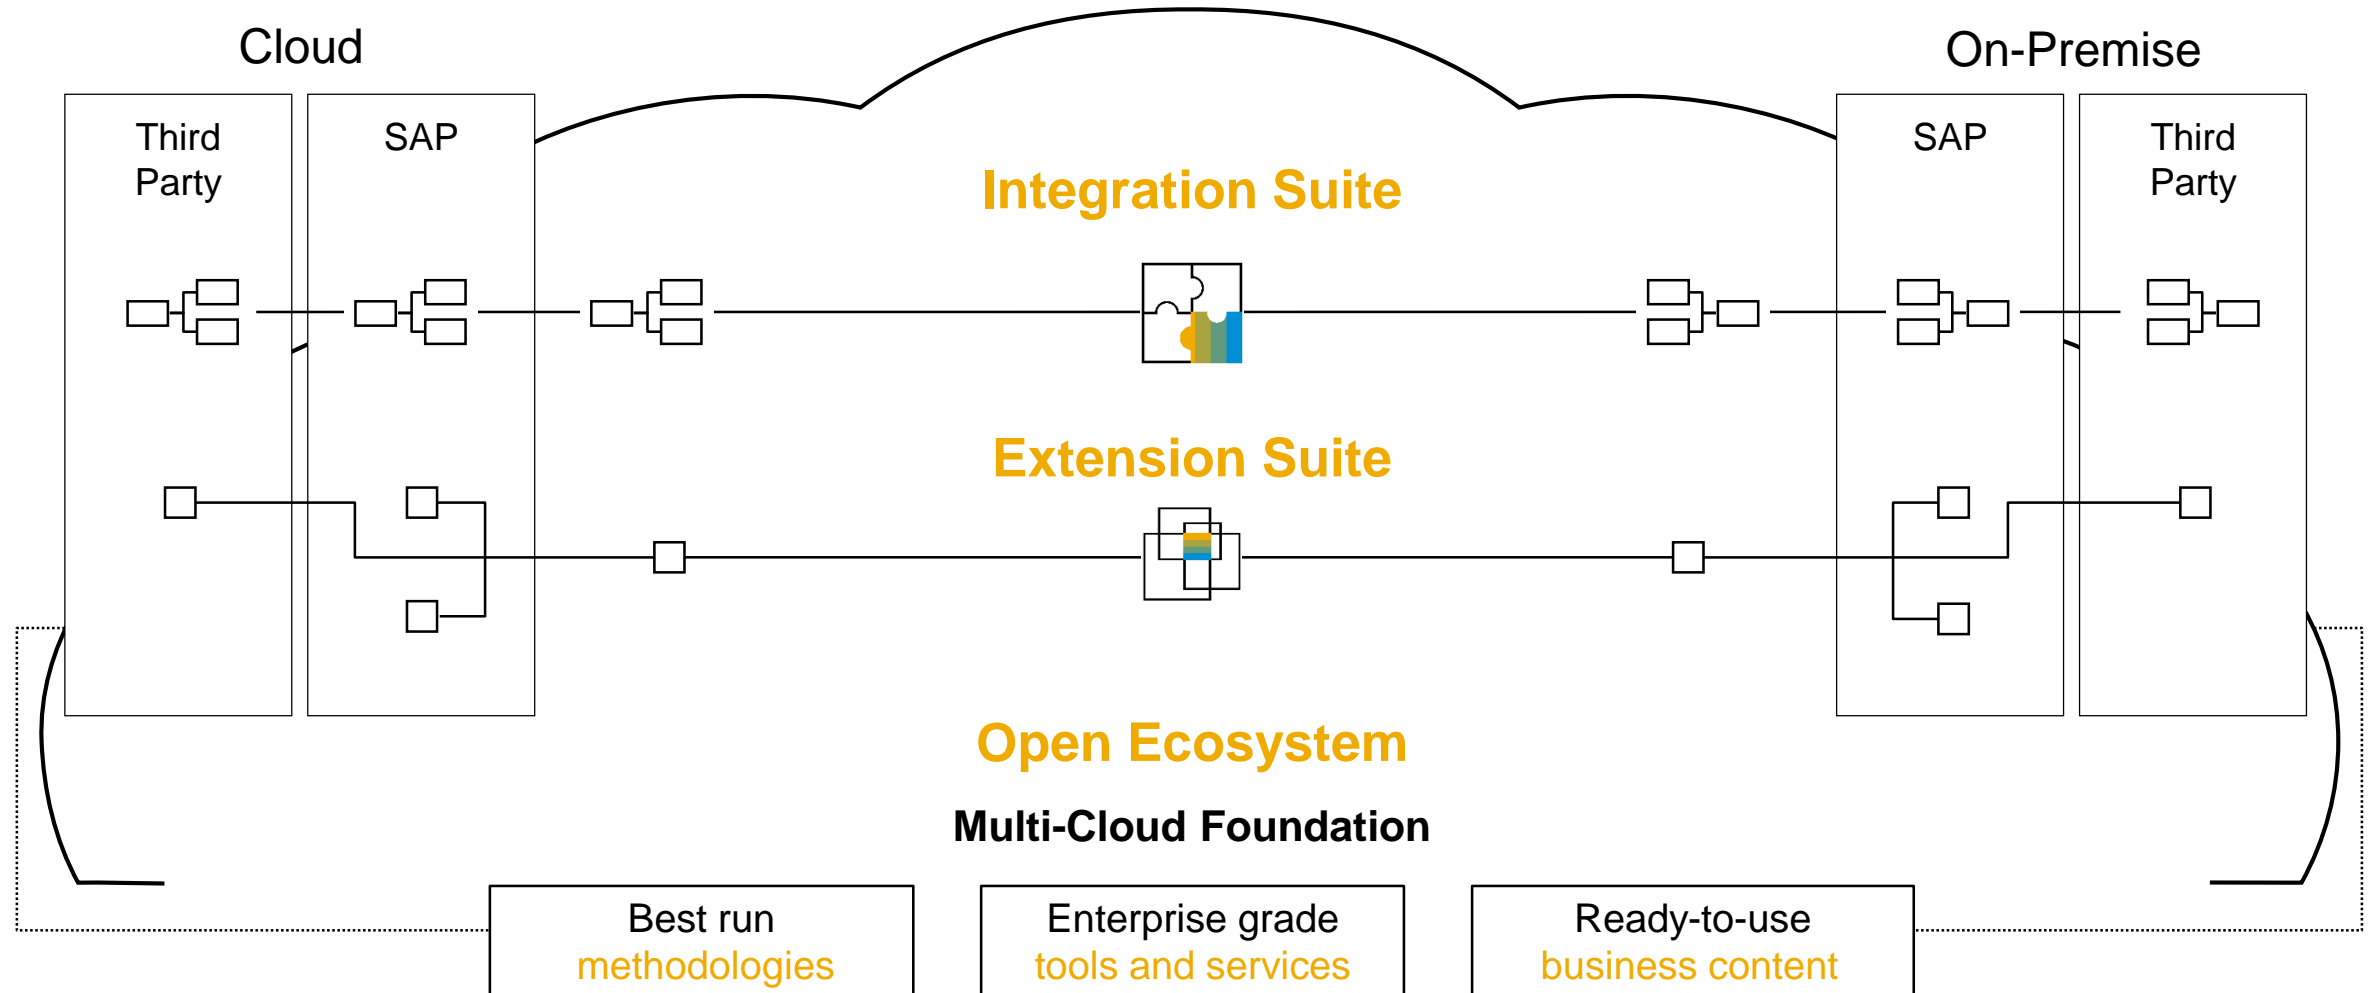 Cloud
On-Premise
Third
Party
SAP
SAP
Third
Party
Integration Suite
Extension Suite
Open Ecosystem
Multi-Cloud Foundation
Best run
methodologies
Enterprise grade
tools and services
Ready-to-use
business content